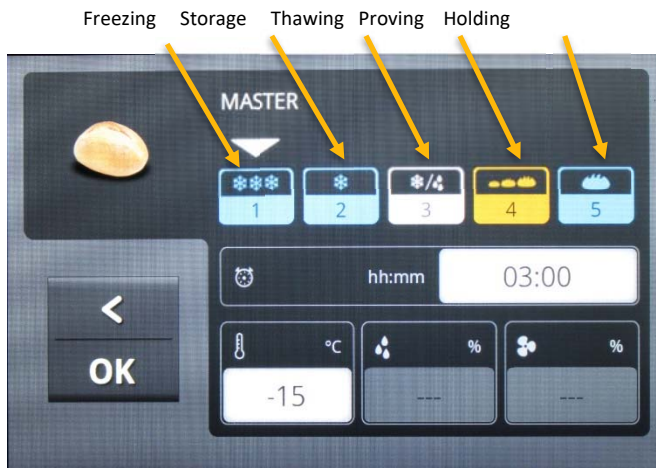 Freezing Storage Thawing Proving Holding
MASTER
1 2 3 4 5
hh:mm 03:00
°C % %
-15 --- ---
<
OK